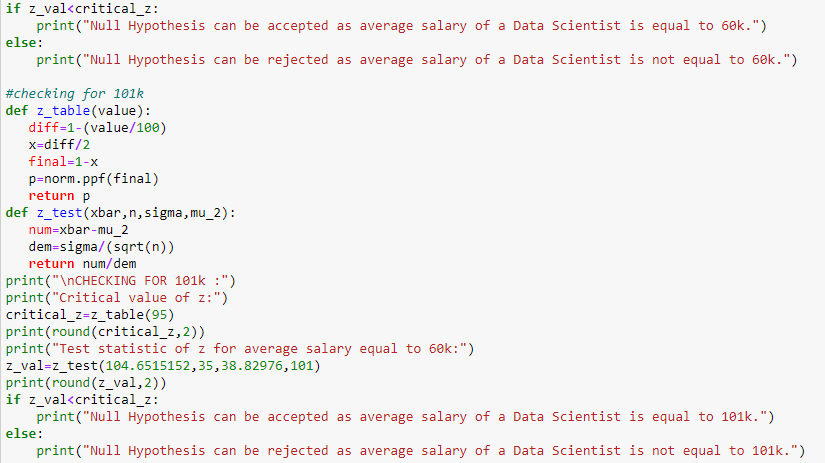 if z_val<critical_z:
    print("Null Hypothesis can be accepted as average salary of a Data Scientist is equal to 60k.")
else:
    print("Null Hypothesis can be rejected as average salary of a Data Scientist is not equal to 60k.")

#checking for 101k
def z_table(value):
   diff=1-(value/100)
   x=diff/2
   final=1-x
   p=norm.ppf(final)
   return p
def z_test(xbar,n,sigma,mu_2):
   num=xbar-mu_2
   dem=sigma/(sqrt(n))
   return num/dem
print("\nCHECKING FOR 101k :")
print("Critical value of z:")
critical_z=z_table(95)
print(round(critical_z,2))
print("Test statistic of z for average salary equal to 60k:")
z_val=z_test(104.6515152,35,38.82976,101)
print(round(z_val,2))
if z_val<critical_z:
    print("Null Hypothesis can be accepted as average salary of a Data Scientist is equal to 101k.")
else:
    print("Null Hypothesis can be rejected as average salary of a Data Scientist is not equal to 101k.")